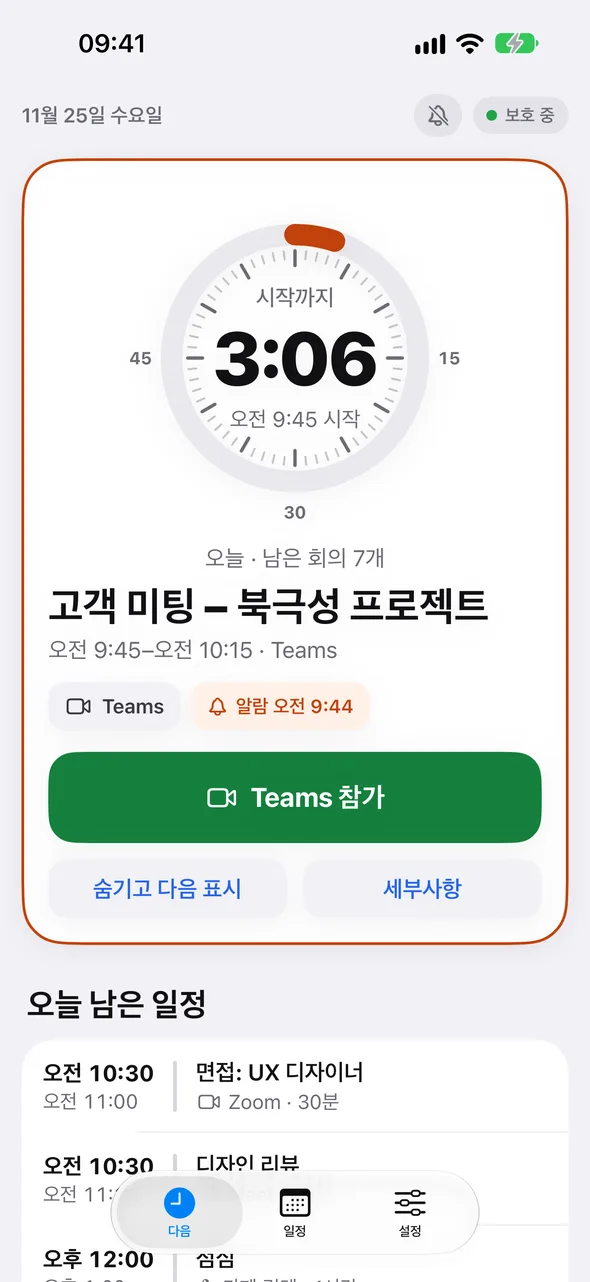 09:41
11월 25일 수요일
보호 중
시작까지
3:06
오전 9:45 시작
45
15
30
오늘 · 남은 회의 7개
고객 미팅 – 북극성 프로젝트
오전 9:45–오전 10:15 · Teams
Teams
알람 오전 9:44
Teams 참가
숨기고 다음 표시
세부사항
오늘 남은 일정
오전 10:30
면접: UX 디자이너
오전 11:00
Zoom · 30분
오전 10:30
디자인 리뷰
오전
다음
일정
설정
오후 12:00
점심